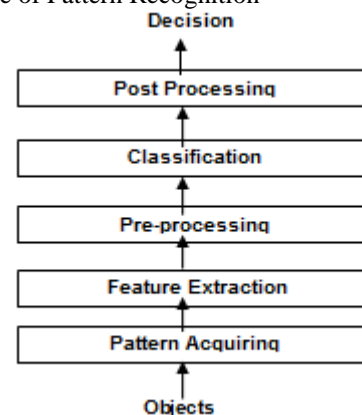 e of Pattern Recognition
Decision
Post Processing
Classification
Pre-processing
Feature Extraction
Pattern Acquiring
Objects